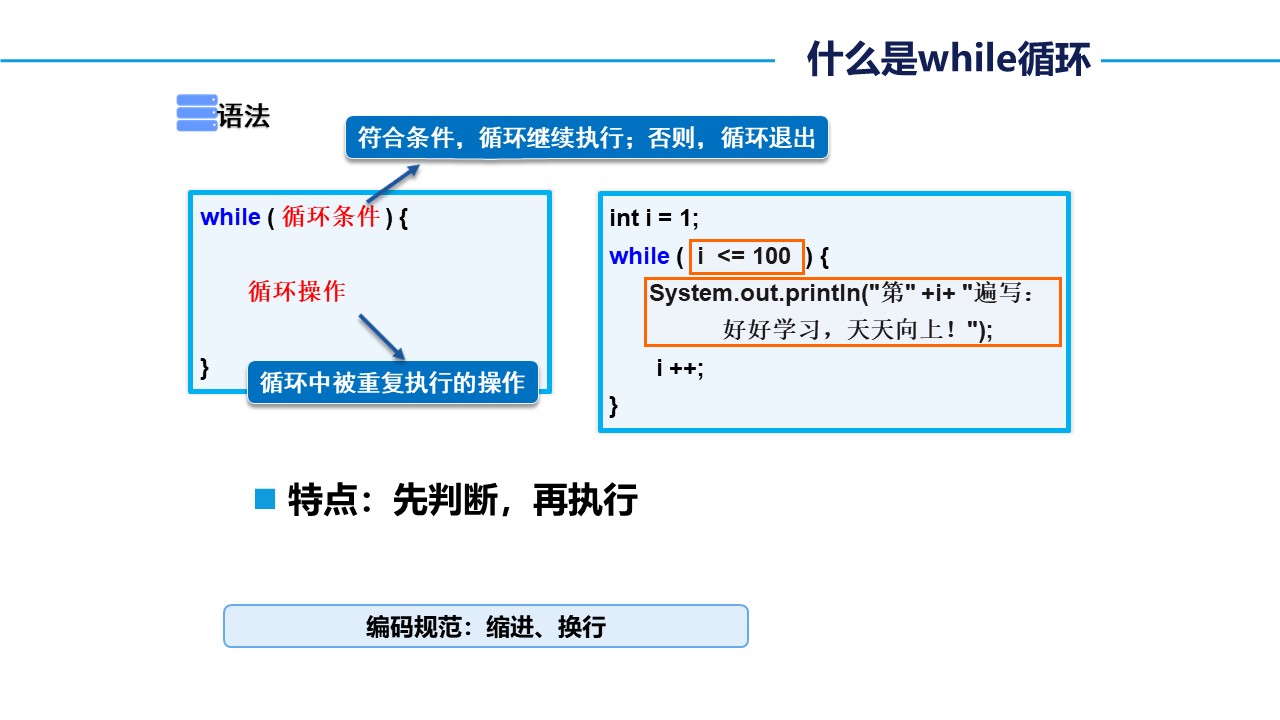 什么是while循环
语法
符合条件，循环继续执行；否则，循环退出
while ( 循环条件 ) {
循环操作
}
循环中被重复执行的操作
int i = 1;
while ( i <= 100 ) {
System.out.println("第" +i+ "遍写：
好好学习，天天向上！");
i ++;
}
特点：先判断，再执行
编码规范：缩进、换行